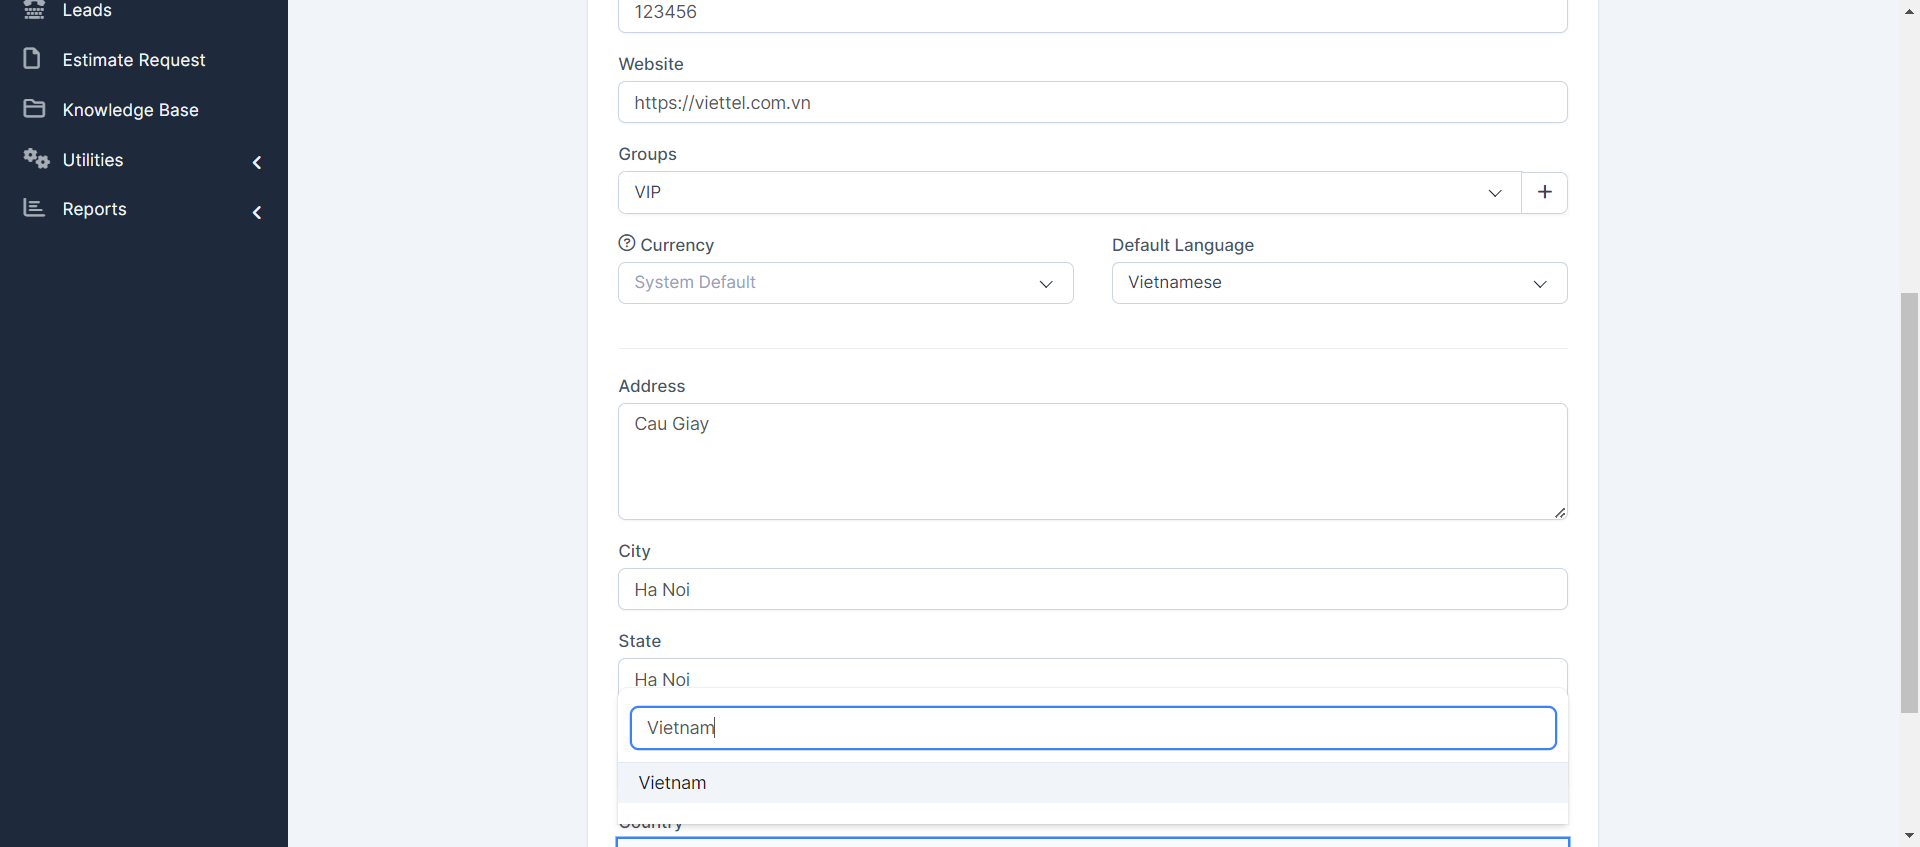 Leads
Estimate Request
Knowledge Base
Utilities
Reports
123456
Website
https://viettel.com.vn
Groups
VIP
Currency
System Default
Default Language
Vietnamese
Address
Cau Giay
City
Ha Noi
State
Ha Noi
Vietnam
Vietnam
Country